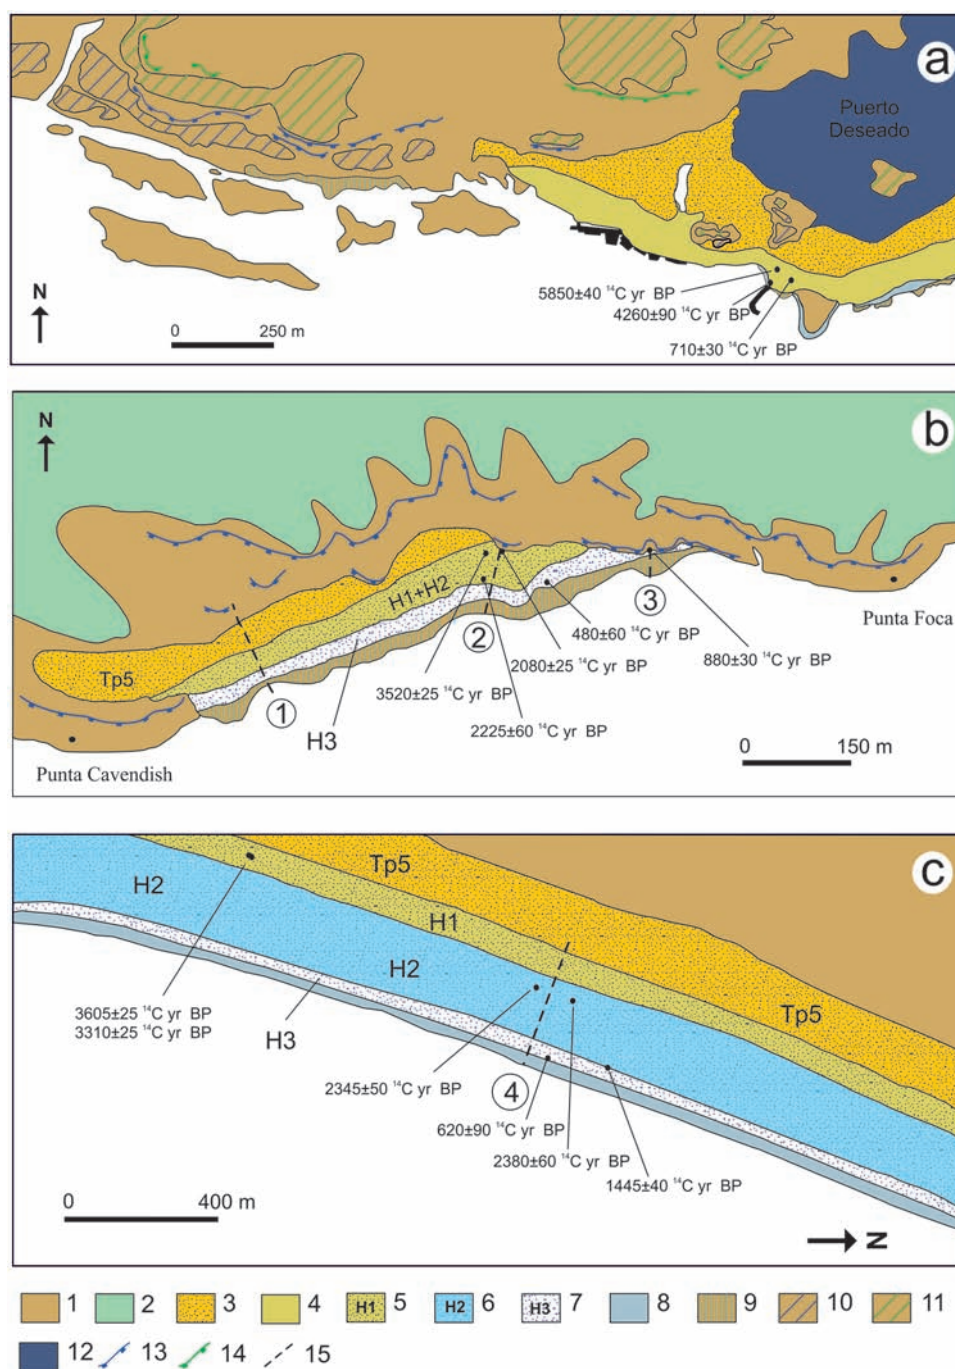 a
Puerto
Deseado
N
0 250 m
5850±40 ¹⁴C yr BP
4260±90 ¹⁴C yr BP
710±30 ¹⁴C yr BP
b
N
H1+H2
Tp5
1
2
3
Punta Foca
480±60 ¹⁴C yr BP
2080±25 ¹⁴C yr BP
880±30 ¹⁴C yr BP
3520±25 ¹⁴C yr BP
2225±60 ¹⁴C yr BP
H3
0 150 m
Punta Cavendish
c
Tp5
H2
H1
H2
Tp5
3605±25 ¹⁴C yr BP
3310±25 ¹⁴C yr BP
H3
2345±50 ¹⁴C yr BP
4
620±90 ¹⁴C yr BP
2380±60 ¹⁴C yr BP
1445±40 ¹⁴C yr BP
0 400 m
N
1 2 3 4 H1 5 H2 6 H3 7 8 9 10 11
12 13 14 15